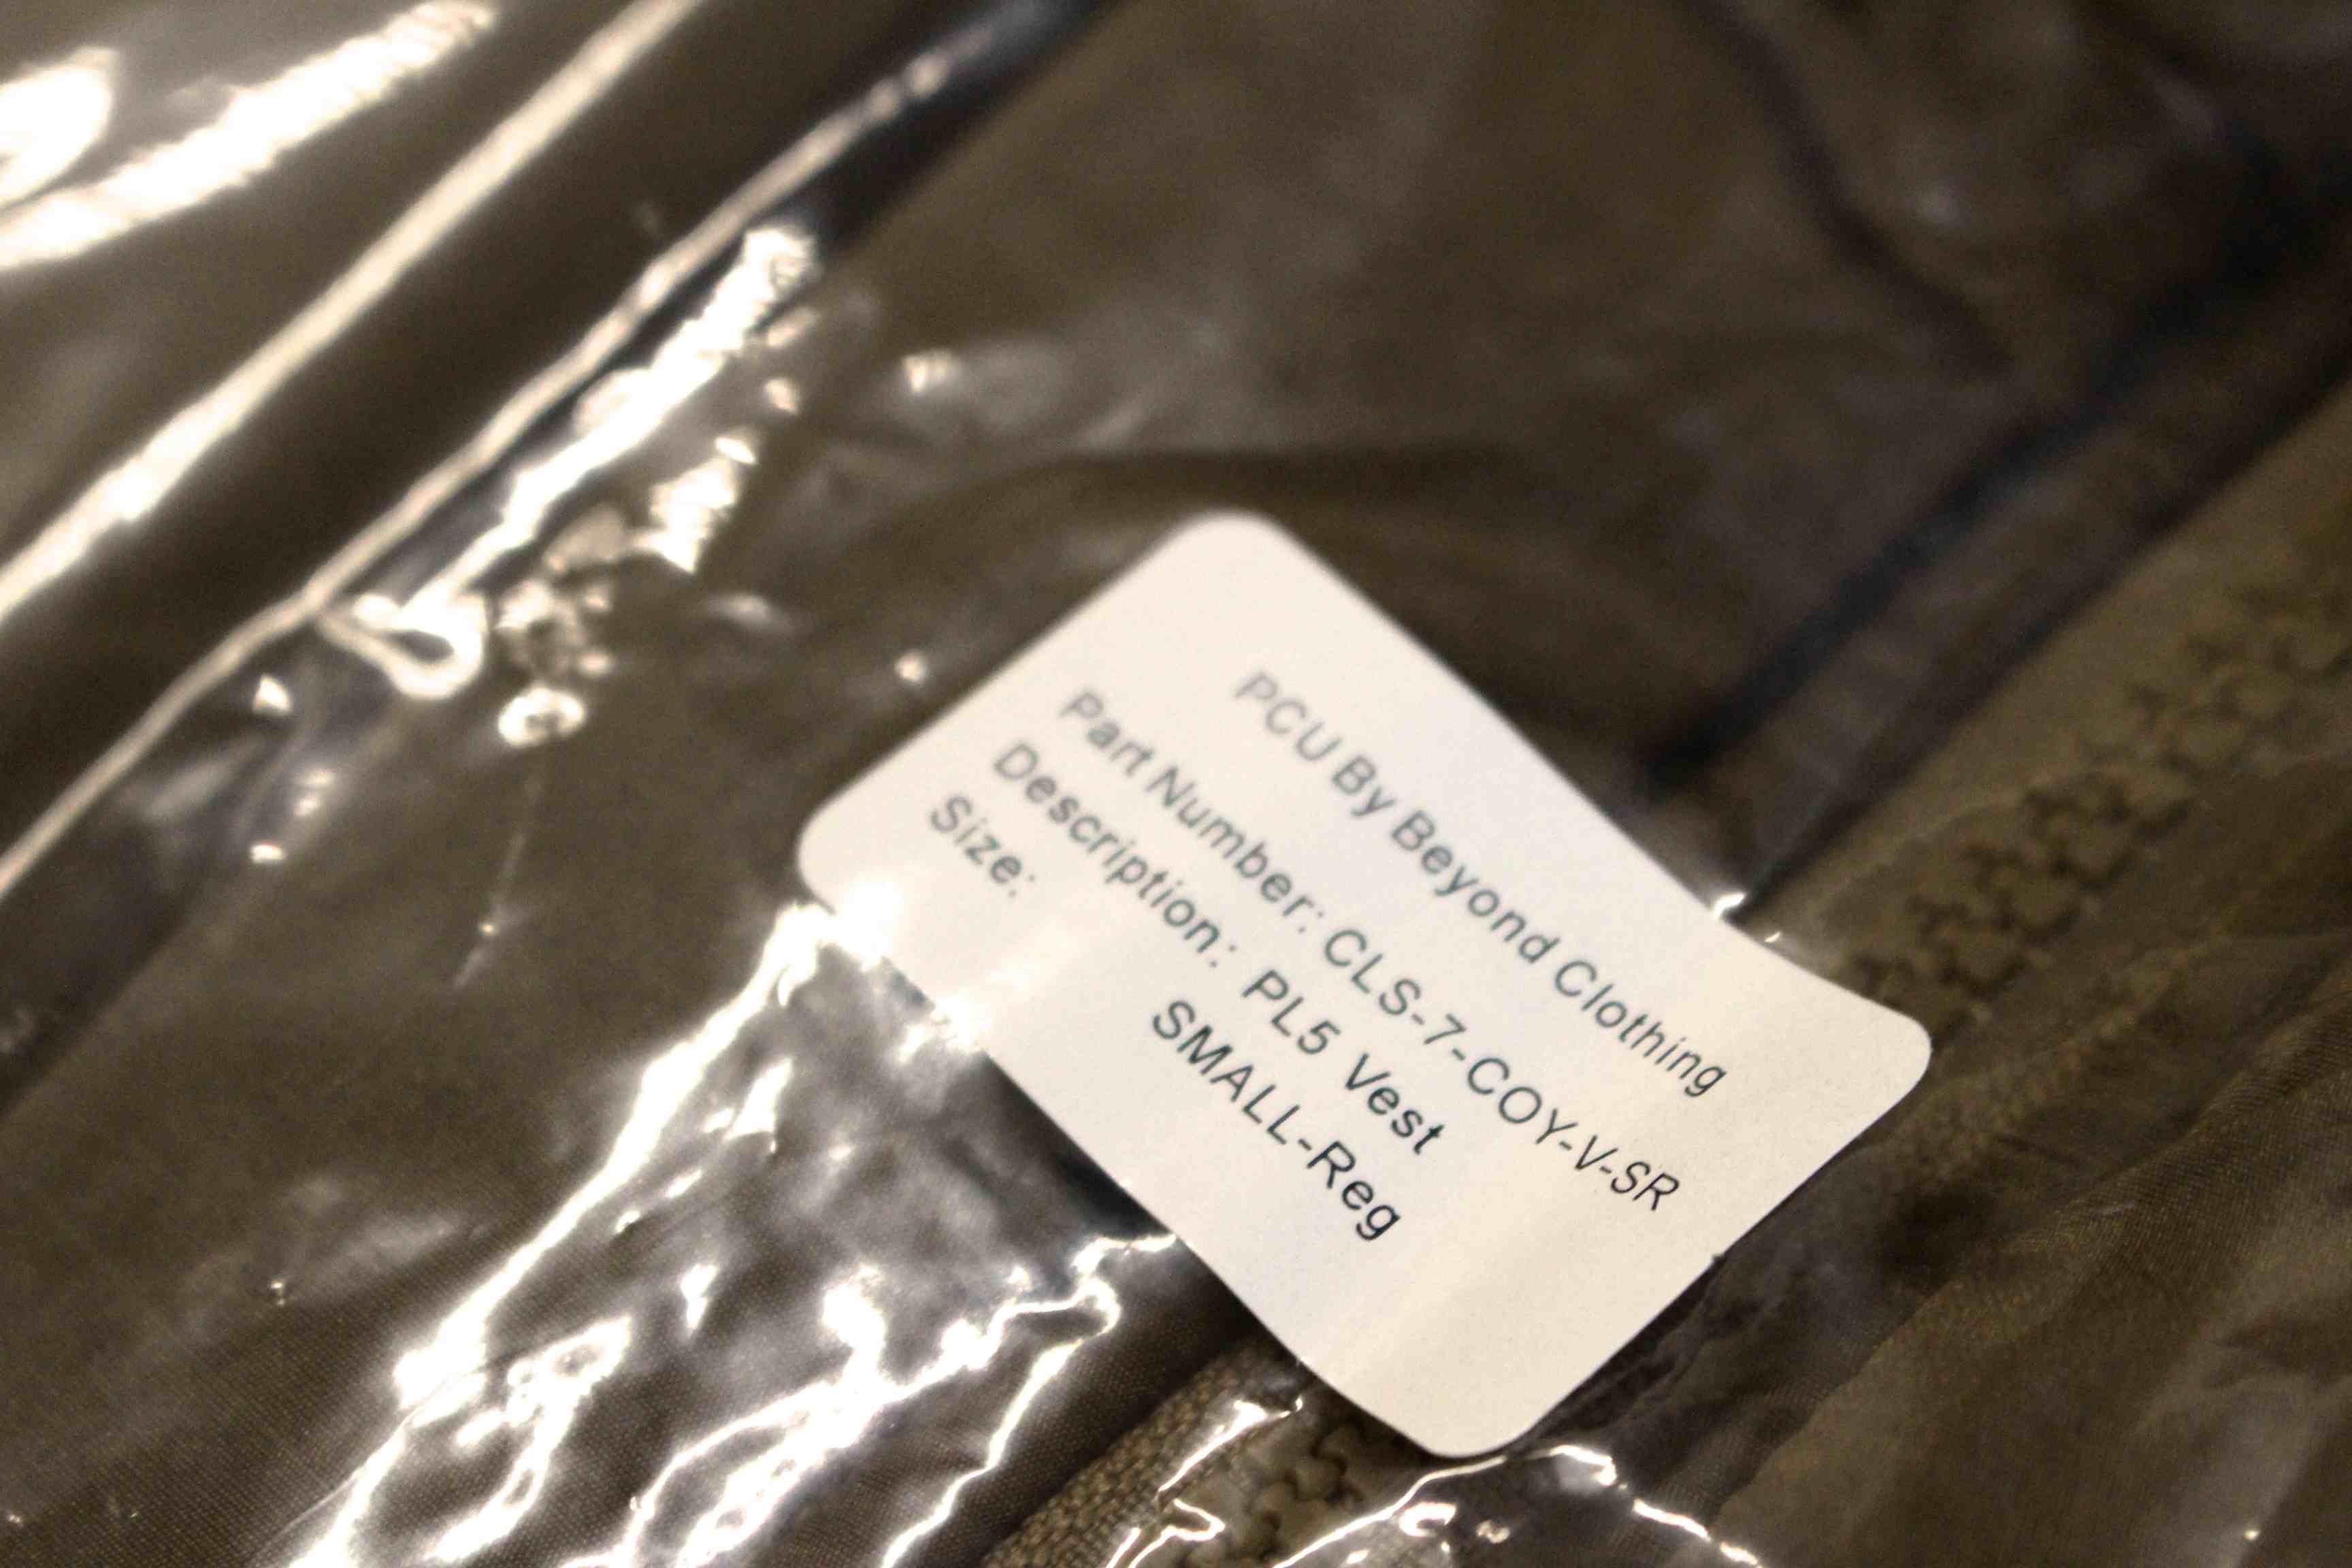 PCU By Beyond Clothing
Part Number: CLS-7-COY-V-SR
Description: PL5 Vest
Size: SMALL-Reg